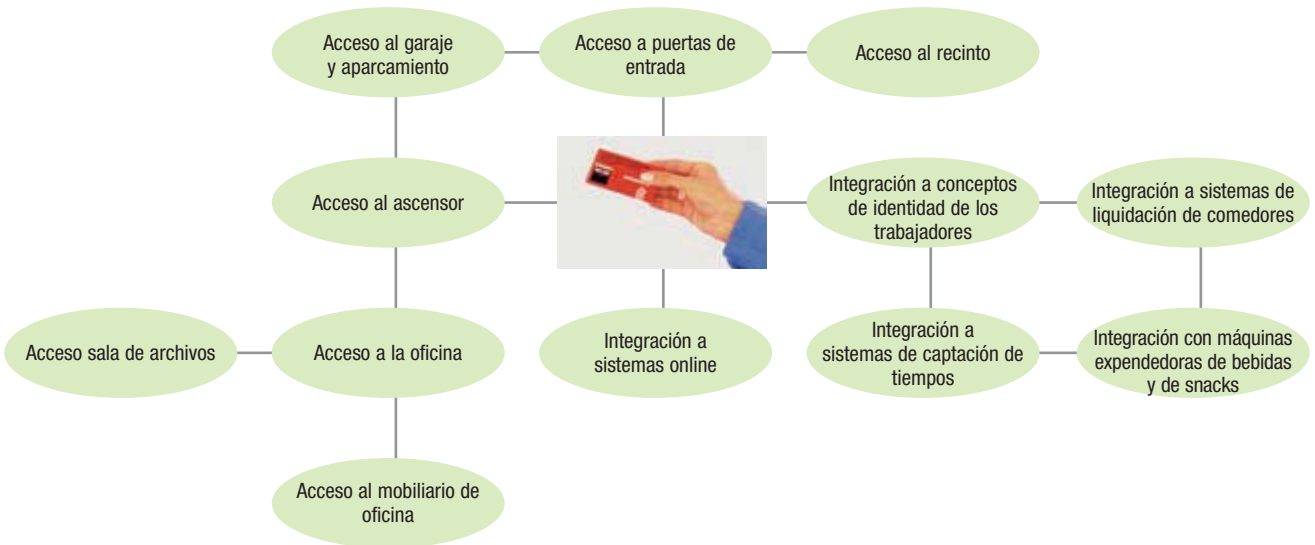 Acceso al garaje
y aparcamiento
Acceso a puertas de
entrada
Acceso al recinto
Acceso al ascensor
Integración a conceptos
de identidad de los
trabajadores
Integración a sistemas de
liquidación de comedores
Acceso sala de archivos
Acceso a la oficina
Integración a
sistemas online
Integración a
sistemas de captación de
tiempos
Integración con máquinas
expendedoras de bebidas
y de snacks
Acceso al mobiliario de
oficina